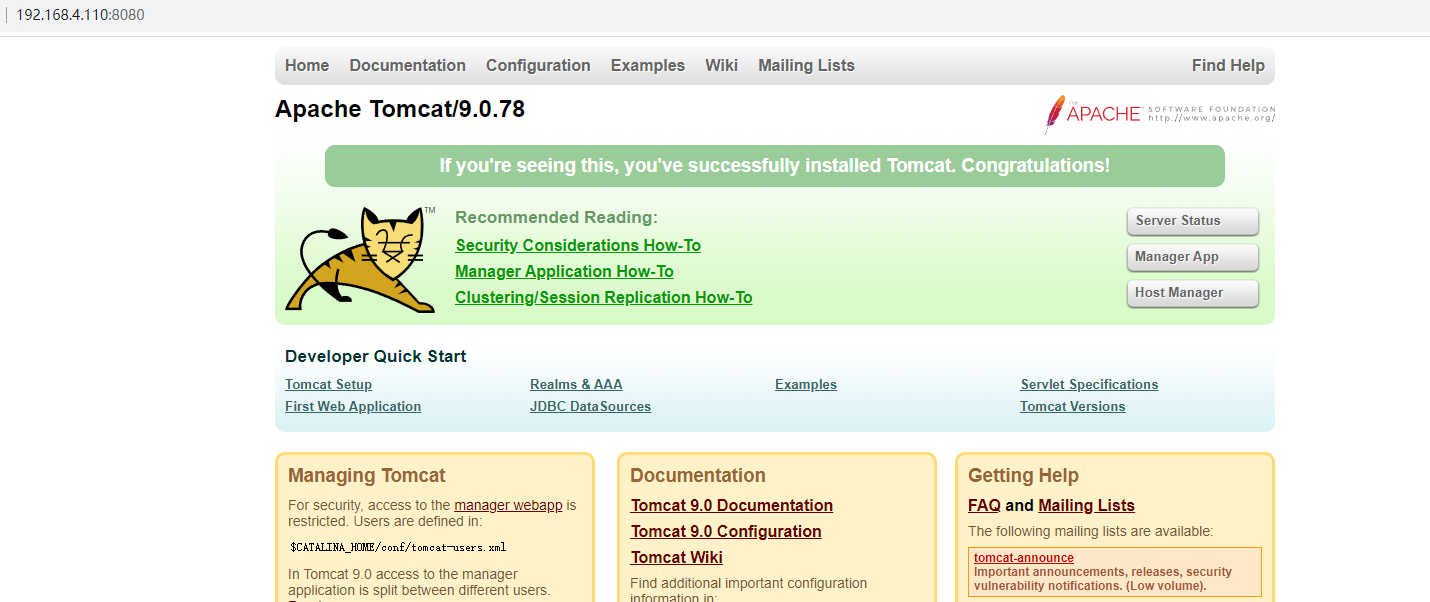 192.168.4.110:8080
Home Documentation Configuration Examples Wiki Mailing Lists Find Help
Apache Tomcat/9.0.78
THE APACHE SOFTWARE FOUNDATION
http://www.apache.org/
If you're seeing this, you've successfully installed Tomcat. Congratulations!
TM
Recommended Reading:
Security Considerations How-To
Manager Application How-To
Clustering/Session Replication How-To
Server Status
Manager App
Host Manager
Developer Quick Start
Tomcat Setup
First Web Application
Realms & AAA
JDBC DataSources
Examples
Servlet Specifications
Tomcat Versions
Managing Tomcat
For security, access to the manager webapp is
restricted. Users are defined in:
$CATALINA_HOME/conf/tomcat-users.xml
In Tomcat 9.0 access to the manager
application is split between different users.
Documentation
Tomcat 9.0 Documentation
Tomcat 9.0 Configuration
Tomcat Wiki
Find additional important configuration
information in:
Getting Help
FAQ and Mailing Lists
The following mailing lists are available:
tomcat-announce
Important announcements, releases, security
vulnerability notifications. (Low volume).